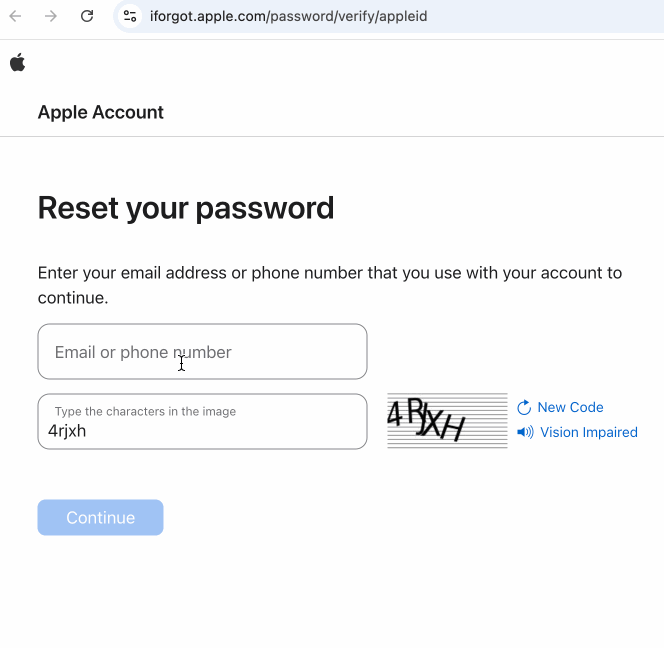 iforgot.apple.com/password/verify/appleid
Apple Account
Reset your password
Enter your email address or phone number that you use with your account to
continue.
Email or phone number
Type the characters in the image
4rjxh
4RJXH
New Code
Vision Impaired
Continue